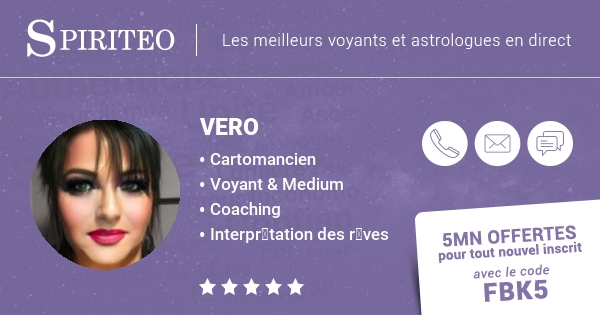 SPIRITEO
Les meilleurs voyants et astrologues en direct
VERO
• Cartomancien
• Voyant & Medium
• Coaching
• Interpr▯tation des r▯ves
5MN OFFERTES
pour tout nouvel inscrit
avec le code
FBK5